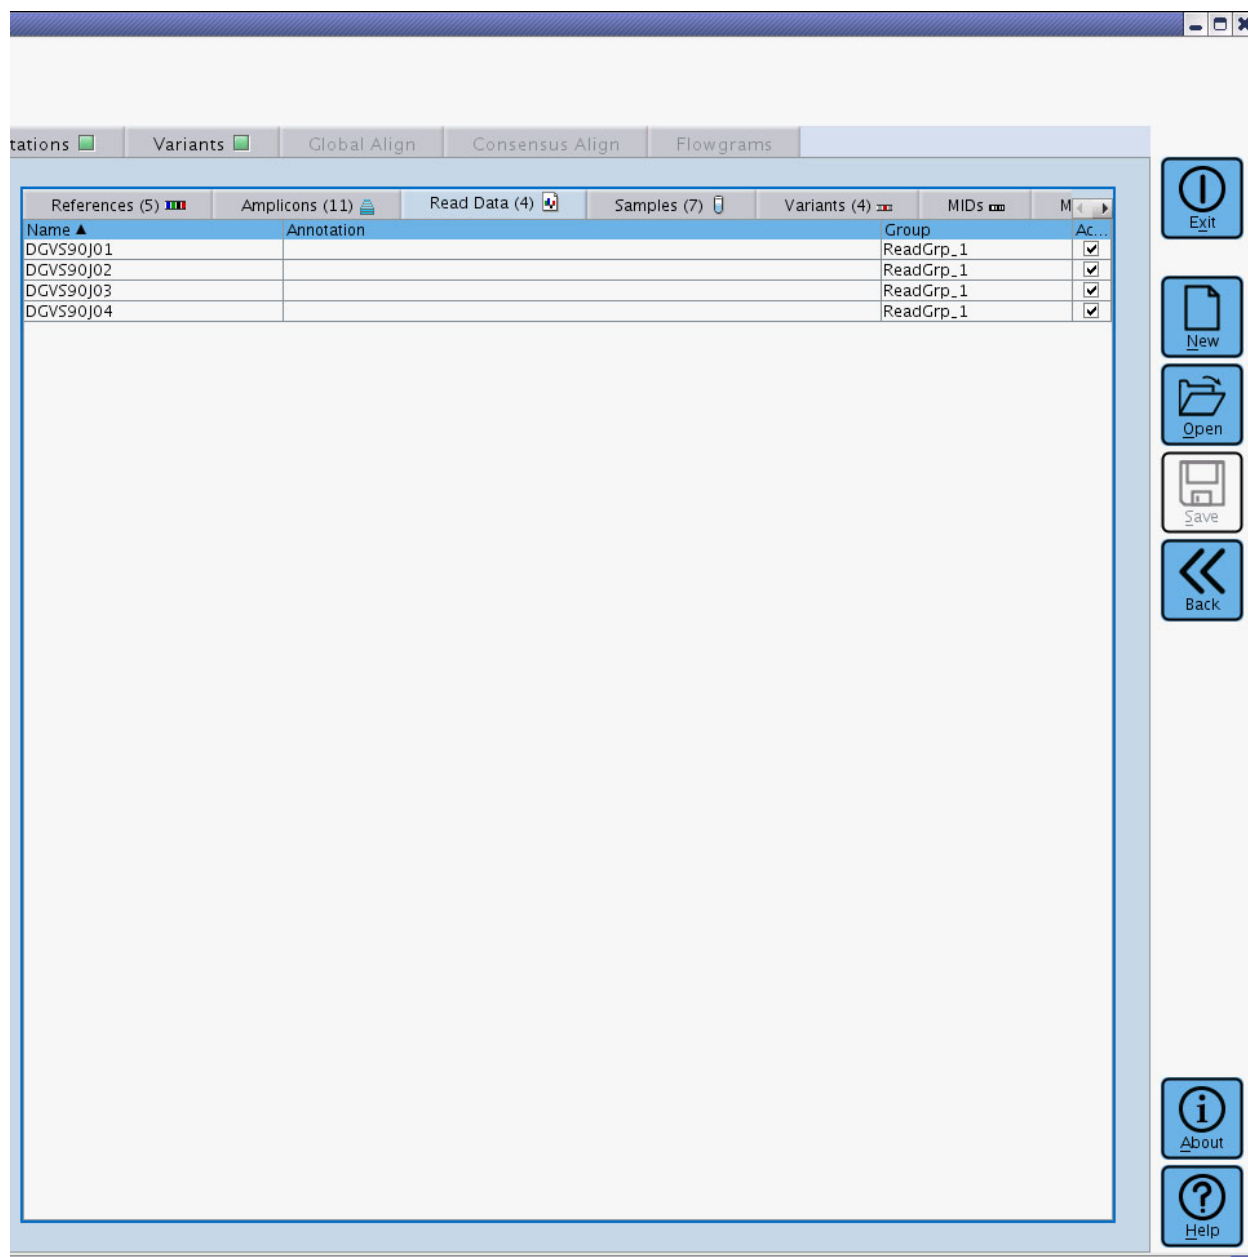 tations Variants Global Align Consensus Align Flowgrams
References (5) Amplicons (11) Read Data (4) Samples (7) Variants (4) MIDs M
Name Annotation Group Ac...
DGVS90J01 ReadGrp_1
DGVS90J02 ReadGrp_1
DGVS90J03 ReadGrp_1
DGVS90J04 ReadGrp_1
Exit
New
Open
Save
Back
About
Help